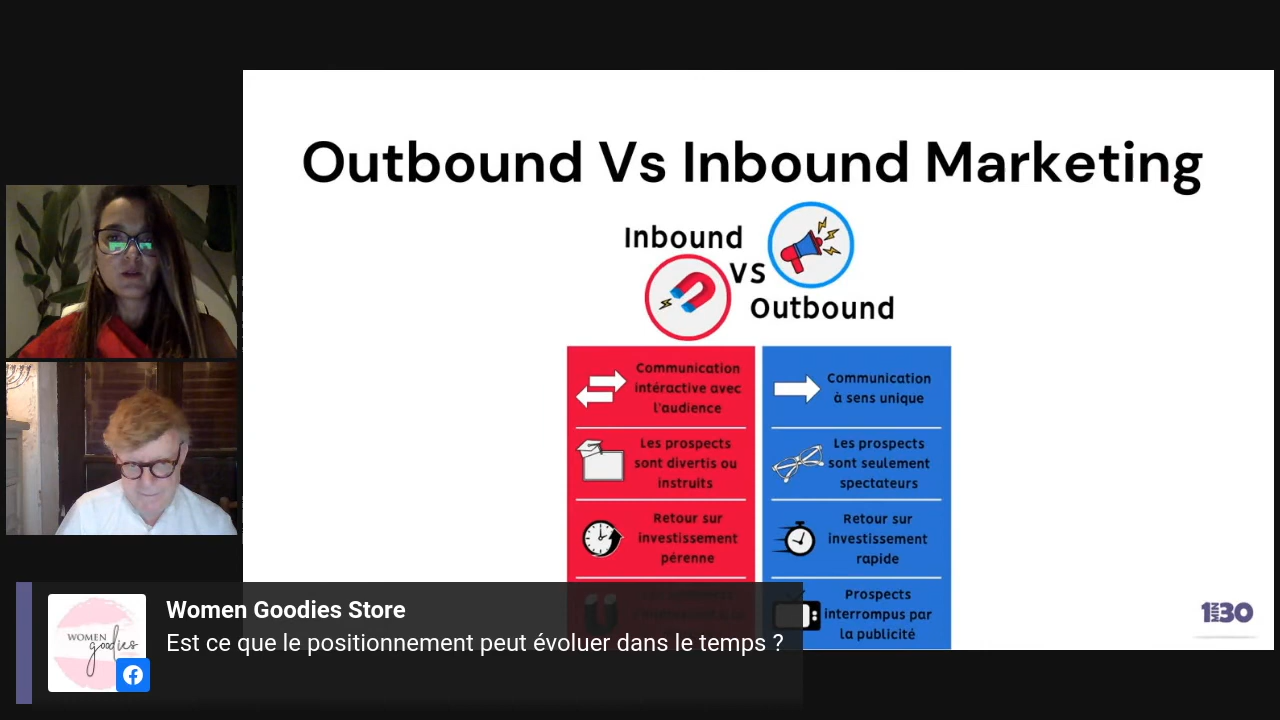 Outbound Vs Inbound Marketing
Inbound
VS
Outbound
Communication
intéractive avec
l'audience
Les prospects
sont divertis ou
instruits
Retour sur
investissement
pérenne
Communication
à sens unique
Les prospects
sont seulement
spectateurs
Retour sur
investissement
rapide
Prospects
interrompus par
la publicité
1MIN30
WOMEN
goodies
Women Goodies Store
Est ce que le positionnement peut évoluer dans le temps ?